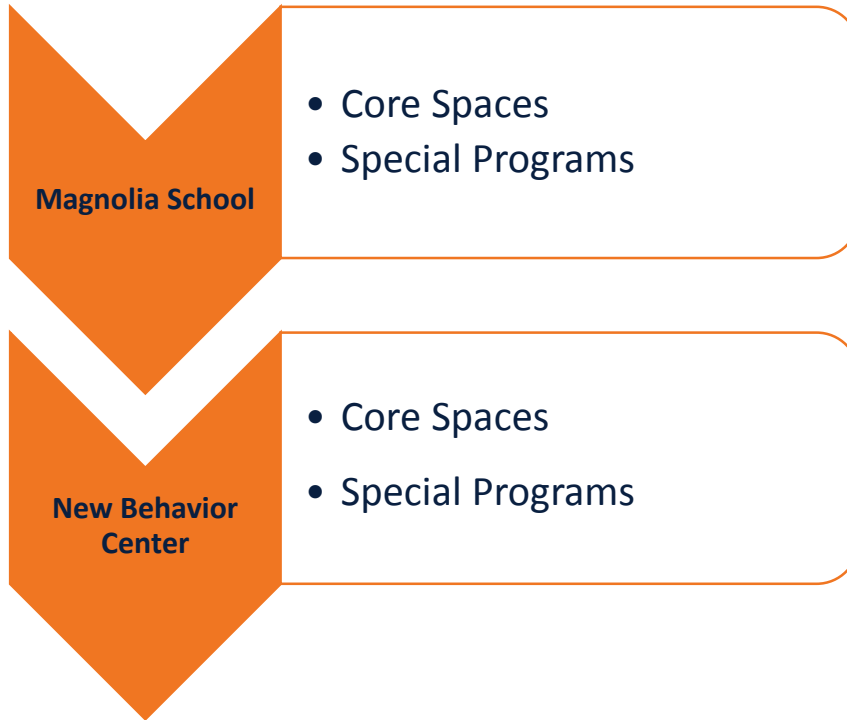 Magnolia School
• Core Spaces
• Special Programs
New Behavior
Center
• Core Spaces
• Special Programs